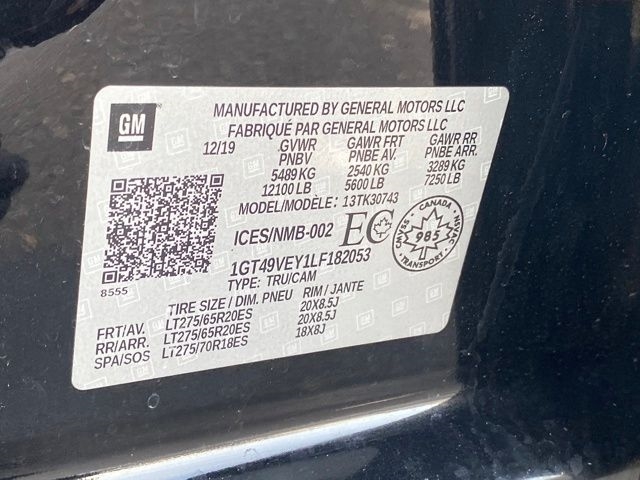 GM
MANUFACTURED BY GENERAL MOTORS LLC
FABRIQUÉ PAR GENERAL MOTORS LLC
12/19 GVWR GAWR FRT GAWR RR
PNBV PNBE AV. PNBE ARR.
5489 KG 2540 KG 3289 KG
12100 LB 5600 LB 7250 LB
MODEL/MODÈLE: 13TK30743
ICES/NMB-002 EC
CANADA
CMVSS 985 NSVAC
1GT49VEY1LF182053
TYPE: TRU/CAM
8555
TIRE SIZE / DIM. PNEU RIM / JANTE
FRT/AV. LT275/65R20ES 20X8.5J
RR/ARR. LT275/65R20ES 20X8.5J
SPA/SOS LT275/70R18ES 18X8J